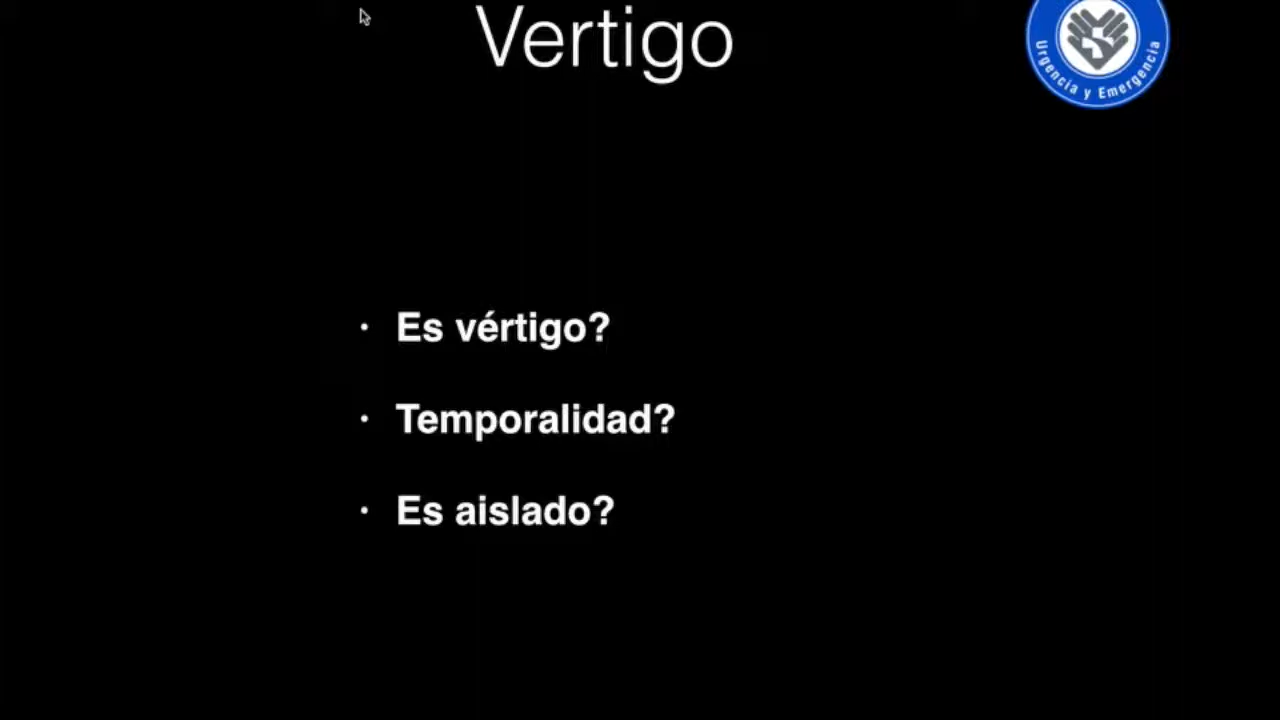 Vertigo
Urgencia y Emergencia
· Es vértigo?
· Temporalidad?
· Es aislado?